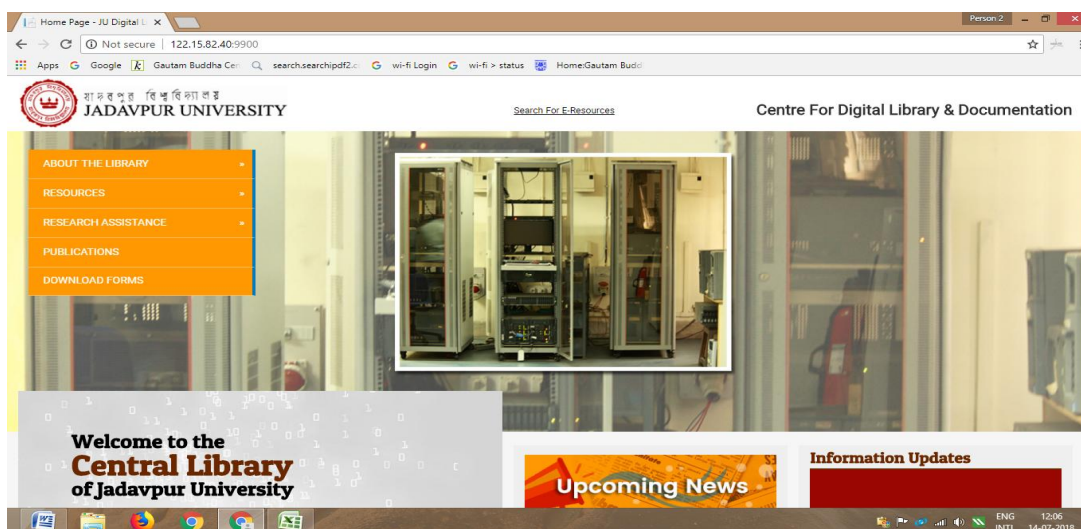 Home Page - JU Digital L
Person 2
Not secure | 122.15.82.40:9900
Apps
Google
Gautam Buddha Cen
search.searchipdf2.c
wi-fi Login
wi-fi > status
Home:Gautam Budd
যাদবপুর বিশ্ববিদ্যালয়
JADAVPUR UNIVERSITY
Search For E-Resources
Centre For Digital Library & Documentation
ABOUT THE LIBRARY »
RESOURCES »
RESEARCH ASSISTANCE »
PUBLICATIONS
DOWNLOAD FORMS
Welcome to the
Central Library
of Jadavpur University
Upcoming News
Information Updates
ENG
INTL
12:06
14-07-2018